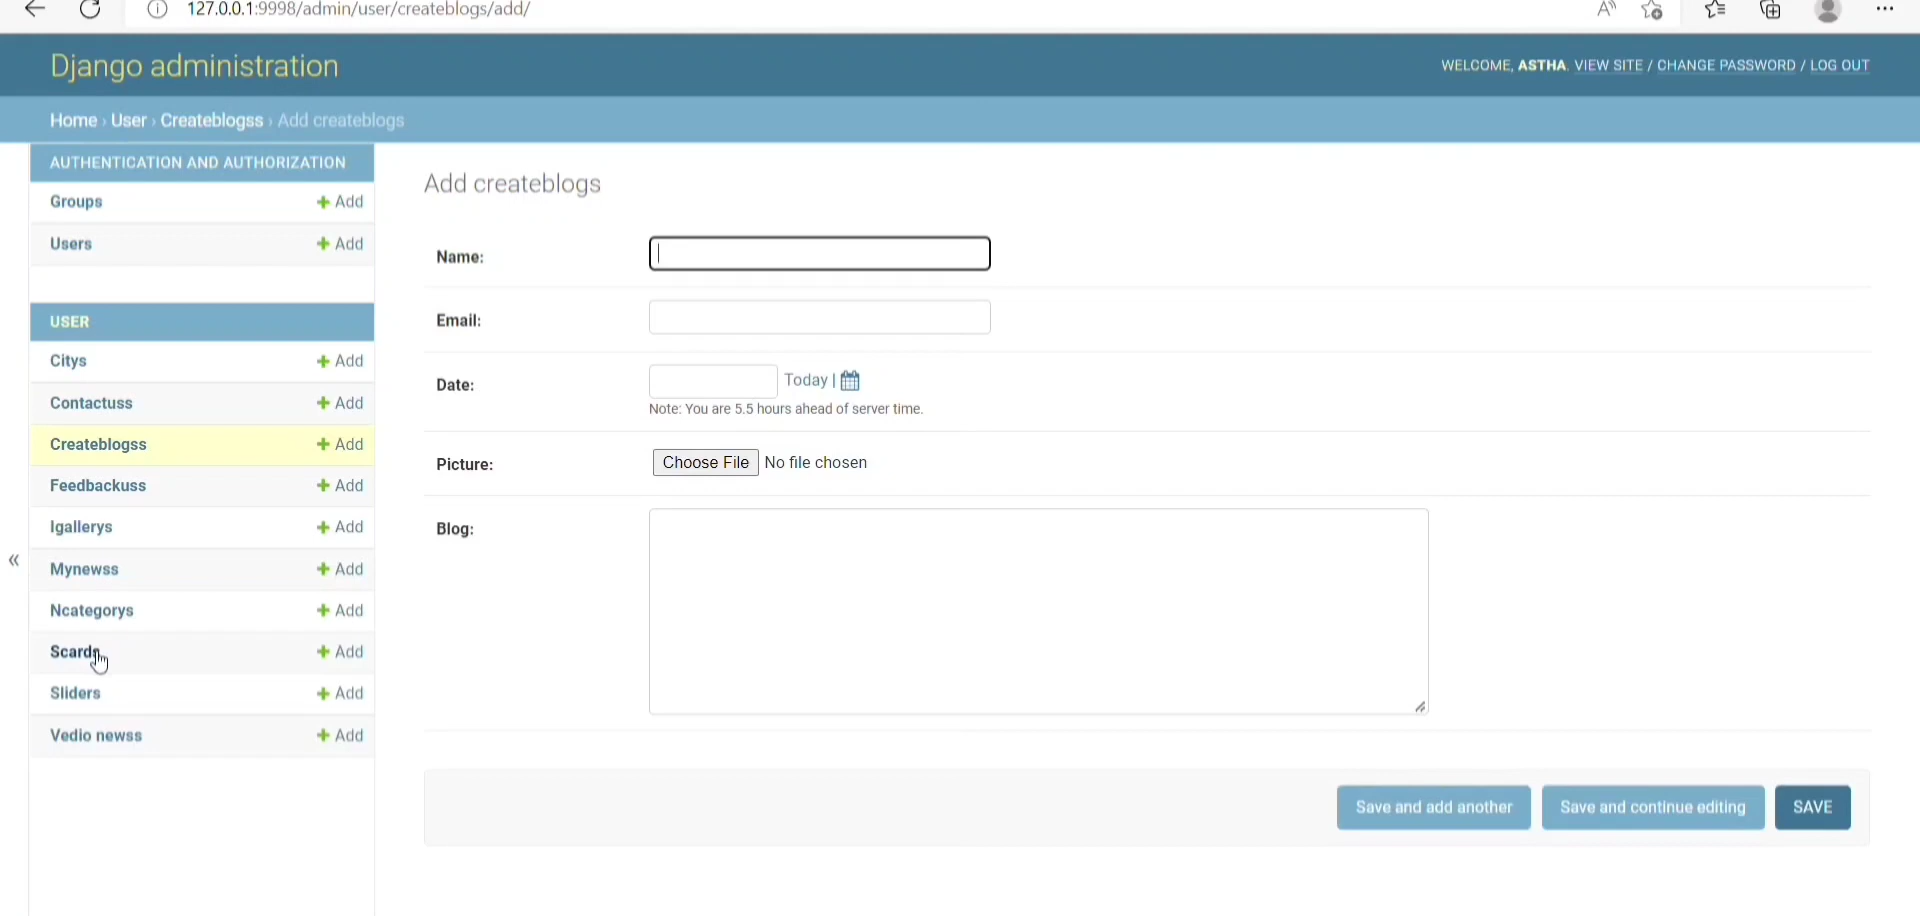 127.0.0.1:9998/admin/user/createblogs/add/
Django administration
WELCOME, ASTHA. VIEW SITE / CHANGE PASSWORD / LOG OUT
Home › User › Createblogss › Add createblogs
AUTHENTICATION AND AUTHORIZATION
Groups + Add
Users + Add
USER
Citys + Add
Contactuss + Add
Createblogss + Add
Feedbackuss + Add
Igallerys + Add
Mynewss + Add
Ncategorys + Add
Scards + Add
Sliders + Add
Vedio newss + Add
«
Add createblogs
Name:
Email:
Date: Today |
Note: You are 5.5 hours ahead of server time.
Picture: Choose File No file chosen
Blog:
Save and add another Save and continue editing SAVE